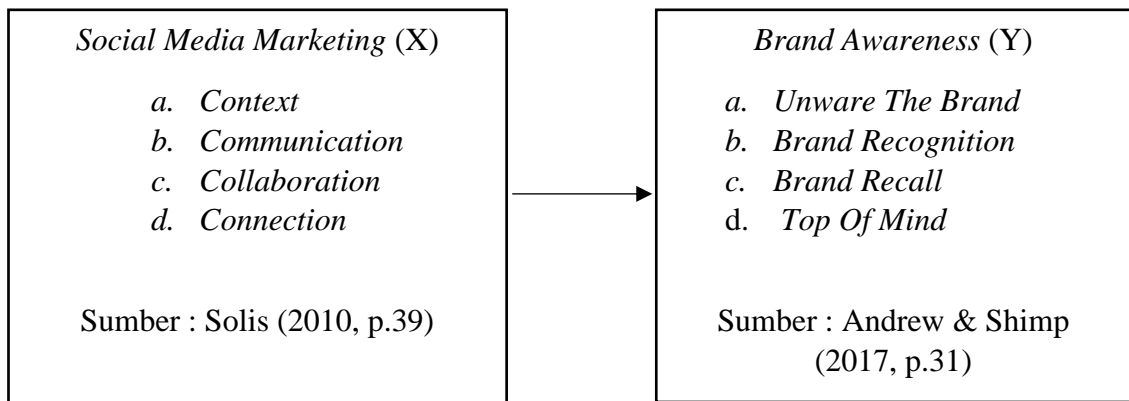 Social Media Marketing (X)
a. Context
b. Communication
c. Collaboration
d. Connection
Sumber : Solis (2010, p.39)
Brand Awareness (Y)
a. Unware The Brand
b. Brand Recognition
c. Brand Recall
d. Top Of Mind
Sumber : Andrew & Shimp
(2017, p.31)